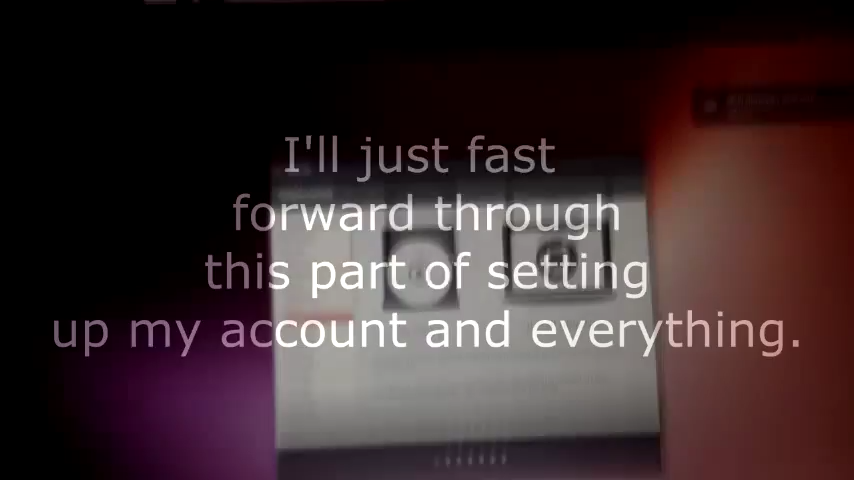 I'll just fast
forward through
this part of setting
up my account and everything.